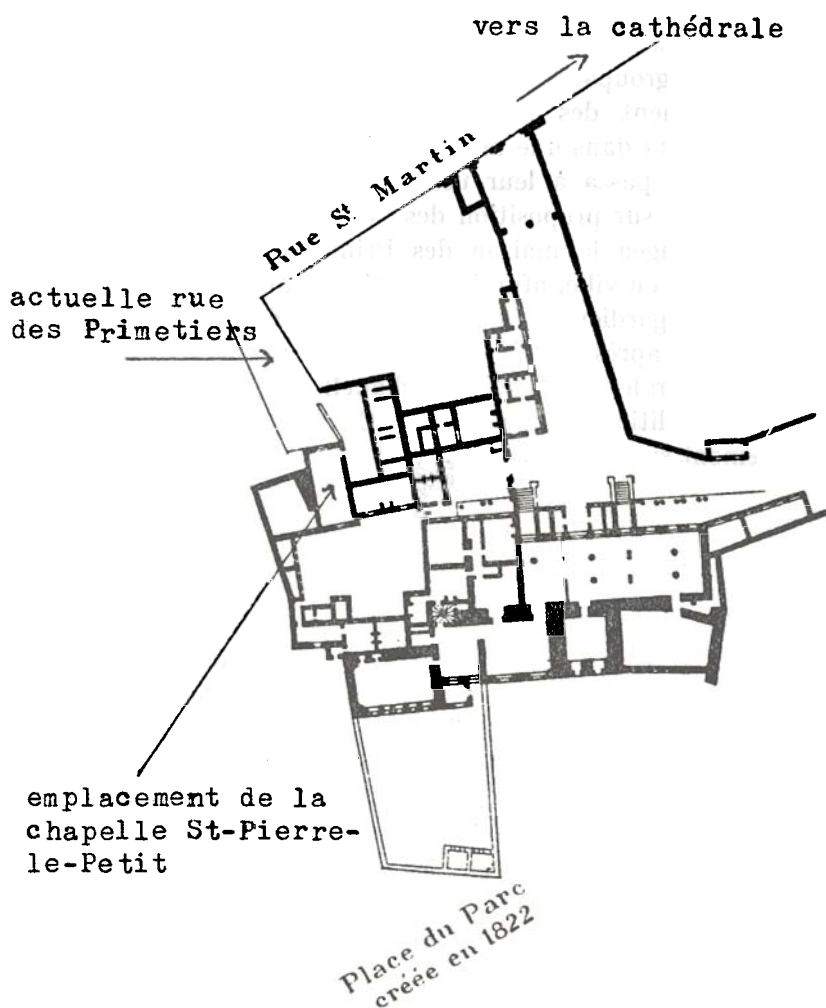 vers la cathédrale
Rue St Martin
actuelle rue
des Primetiers
emplacement de la
chapelle St-Pierre-
le-Petit
Place du Parc
créée en 1822